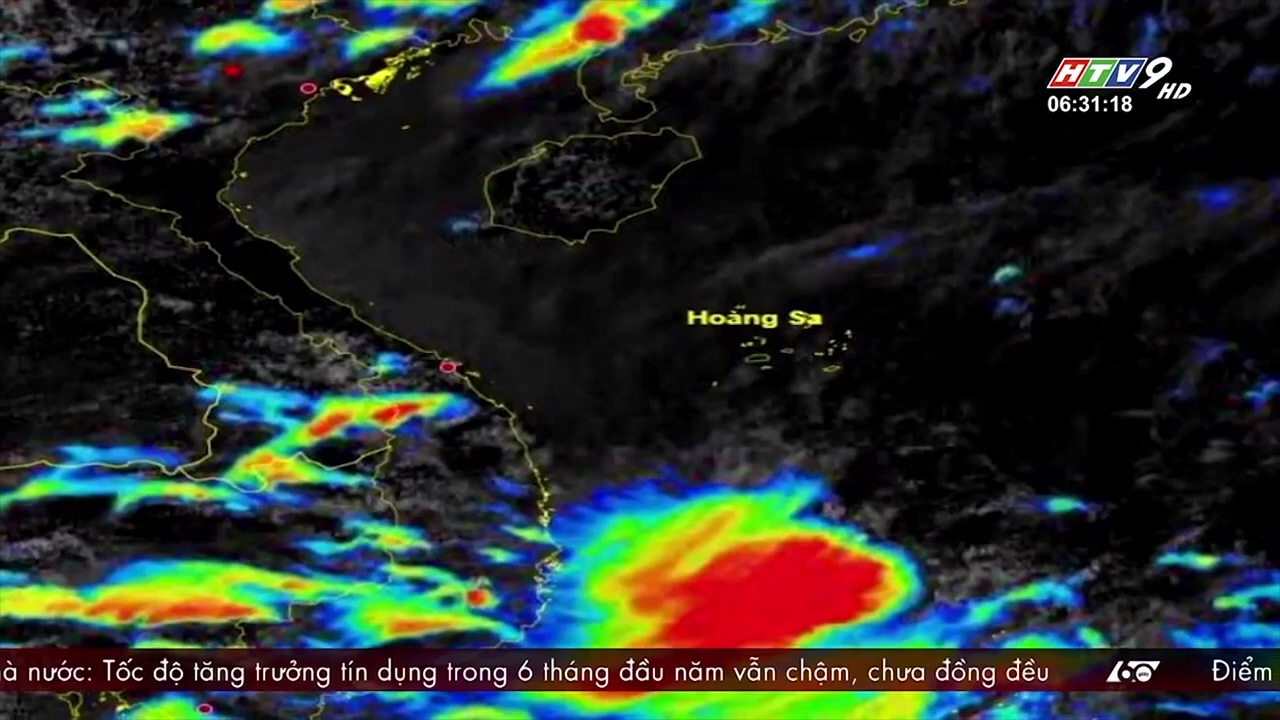 HTV9
HD
06:31:18
Hoàng Sa
nước: Tốc độ tăng trưởng tín dụng trong 6 tháng đầu năm vẫn chậm, chưa đồng đều
Điểm